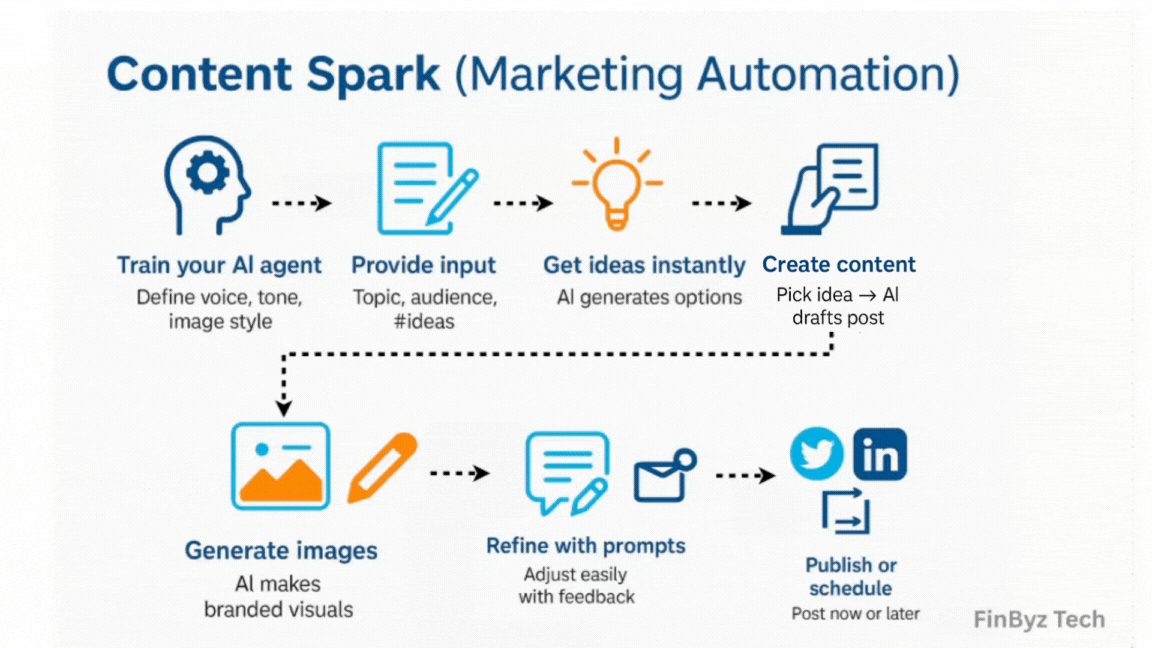 Content Spark (Marketing Automation)
Train your AI agent
Define voice, tone,
image style
Provide input
Topic, audience,
#ideas
Get ideas instantly
AI generates options
Create content
Pick idea → AI
drafts post
Generate images
AI makes
branded visuals
Refine with prompts
Adjust easily
with feedback
in
Publish or
schedule
Post now or later
FinByz Tech